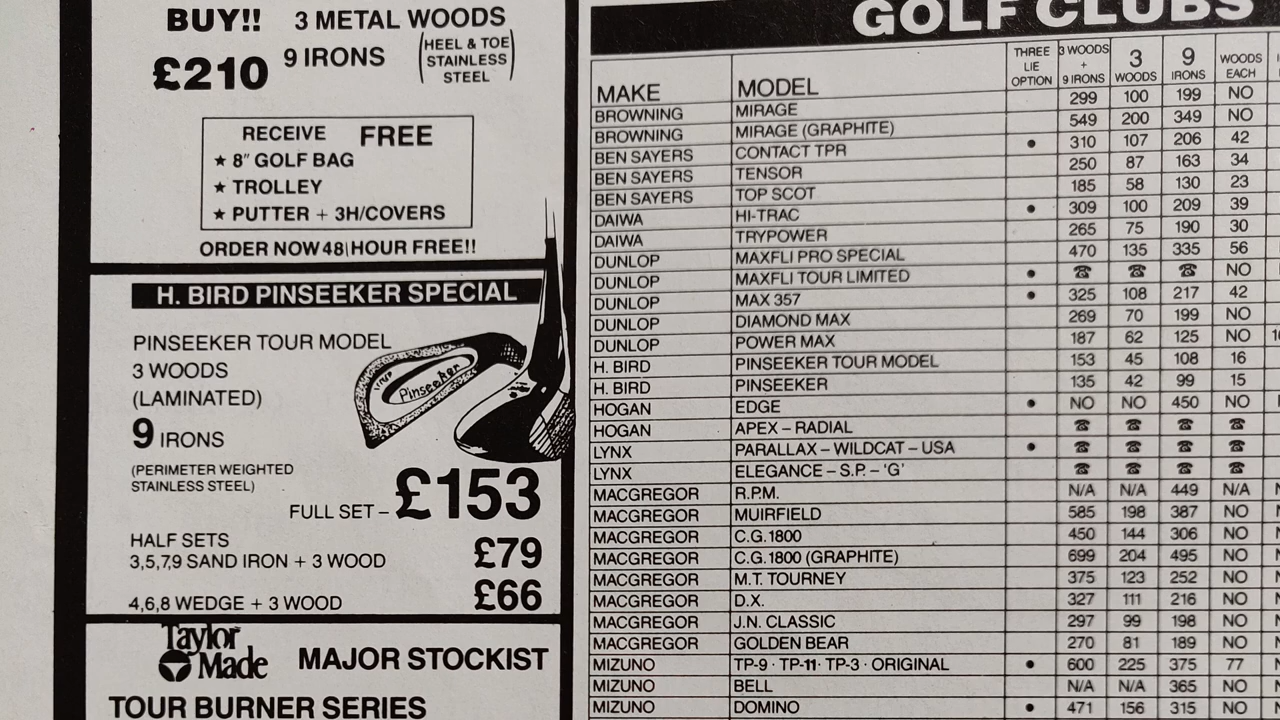 BUY!! 3 METAL WOODS
£210 9 IRONS (HEEL & TOE STAINLESS STEEL)
RECEIVE FREE
★ 8" GOLF BAG
★ TROLLEY
★ PUTTER + 3H/COVERS
ORDER NOW 48 HOUR FREE!!
H. BIRD PINSEEKER SPECIAL
PINSEEKER TOUR MODEL
3 WOODS
(LAMINATED)
Pinseeker
9 IRONS
(PERIMETER WEIGHTED
STAINLESS STEEL)
FULL SET – £153
HALF SETS
3,5,7,9 SAND IRON + 3 WOOD £79
4,6,8 WEDGE + 3 WOOD £66
Taylor
Made MAJOR STOCKIST
TOUR BURNER SERIES
GOLF CLUBS
MAKE MODEL THREE LIE OPTION 3 WOODS + 9 IRONS 3 WOODS 9 IRONS WOODS EACH
BROWNING MIRAGE 299 100 199 NO
BROWNING MIRAGE (GRAPHITE) 549 200 349 NO
BEN SAYERS CONTACT TPR • 310 107 206 42
BEN SAYERS TENSOR 250 87 163 34
BEN SAYERS TOP SCOT 185 58 130 23
DAIWA HI-TRAC • 309 100 209 39
DAIWA TRYPOWER 265 75 190 30
DUNLOP MAXFLI PRO SPECIAL 470 135 335 56
DUNLOP MAXFLI TOUR LIMITED • ☎ ☎ ☎ NO
DUNLOP MAX 357 • 325 108 217 42
DUNLOP DIAMOND MAX 269 70 199 NO
DUNLOP POWER MAX 187 62 125 NO
H. BIRD PINSEEKER TOUR MODEL 153 45 108 16
H. BIRD PINSEEKER 135 42 99 15
HOGAN EDGE • NO NO 450 NO
HOGAN APEX – RADIAL ☎ ☎ ☎ ☎
LYNX PARALLAX – WILDCAT – USA • ☎ ☎ ☎ ☎
LYNX ELEGANCE – S.P. – 'G' ☎ ☎ ☎ ☎
MACGREGOR R.P.M. N/A N/A 449 N/A
MACGREGOR MUIRFIELD 585 198 387 NO
MACGREGOR C.G.1800 450 144 306 NO
MACGREGOR C.G.1800 (GRAPHITE) 699 204 495 NO
MACGREGOR M.T. TOURNEY 375 123 252 NO
MACGREGOR D.X. 327 111 216 NO
MACGREGOR J.N. CLASSIC 297 99 198 NO
MACGREGOR GOLDEN BEAR 270 81 189 NO
MIZUNO TP-9 · TP-11 · TP-3 · ORIGINAL • 600 225 375 77
MIZUNO BELL N/A N/A 365 NO
MIZUNO DOMINO • 471 156 315 NO